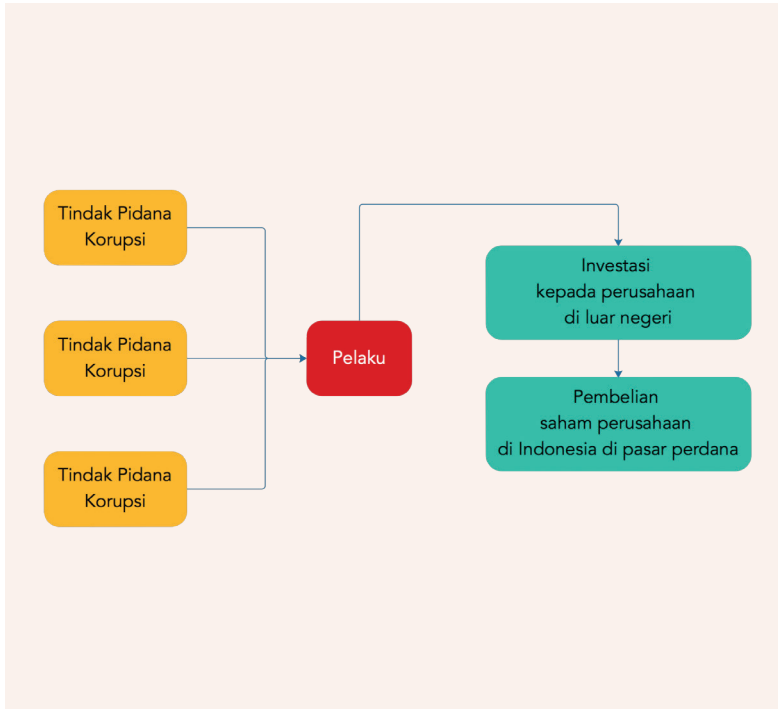 Tindak Pidana
Korupsi
Tindak Pidana
Korupsi
Tindak Pidana
Korupsi
Pelaku
Investasi
kepada perusahaan
di luar negeri
Pembelian
saham perusahaan
di Indonesia di pasar perdana